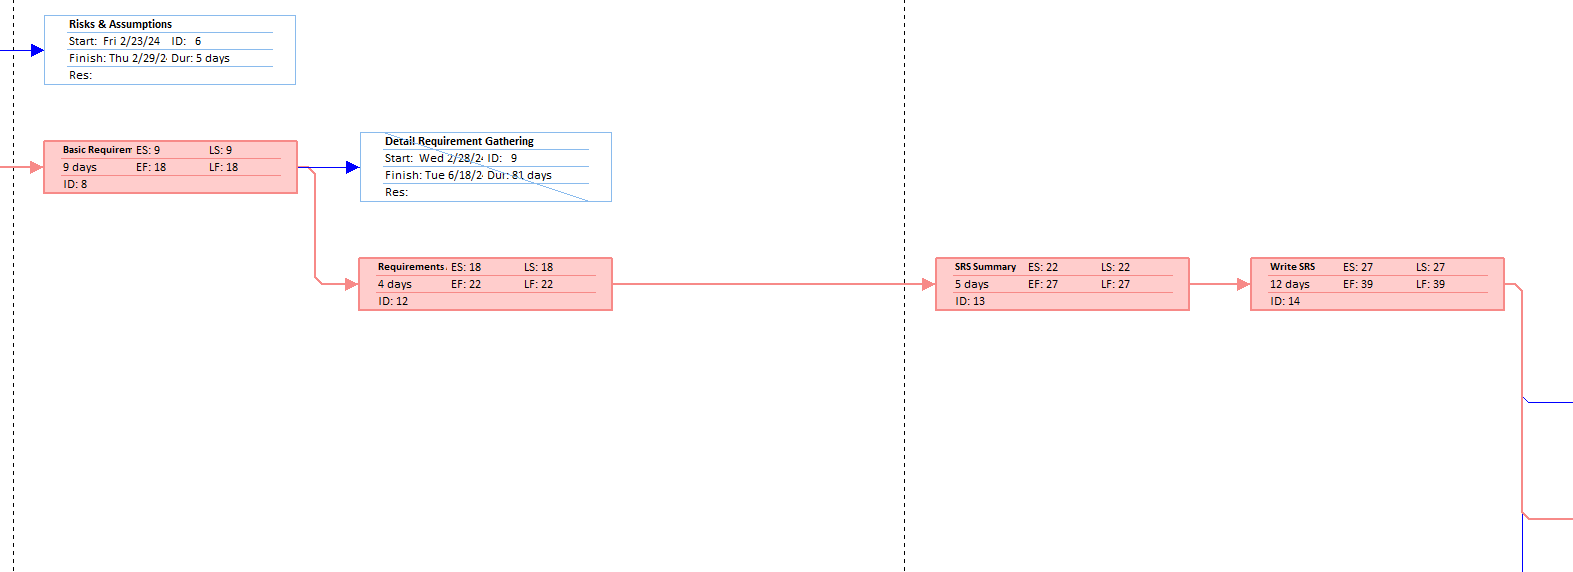 Risks & Assumptions
Start: Fri 2/23/24 ID: 6
Finish: Thu 2/29/2 Dur: 5 days
Res:
Basic Requirem ES: 9 LS: 9
9 days EF: 18 LF: 18
ID: 8
Detail Requirement Gathering
Start: Wed 2/28/2 ID: 9
Finish: Tue 6/18/2 Dur: 81 days
Res:
Requirements ES: 18 LS: 18
4 days EF: 22 LF: 22
ID: 12
SRS Summary ES: 22 LS: 22
5 days EF: 27 LF: 27
ID: 13
Write SRS ES: 27 LS: 27
12 days EF: 39 LF: 39
ID: 14